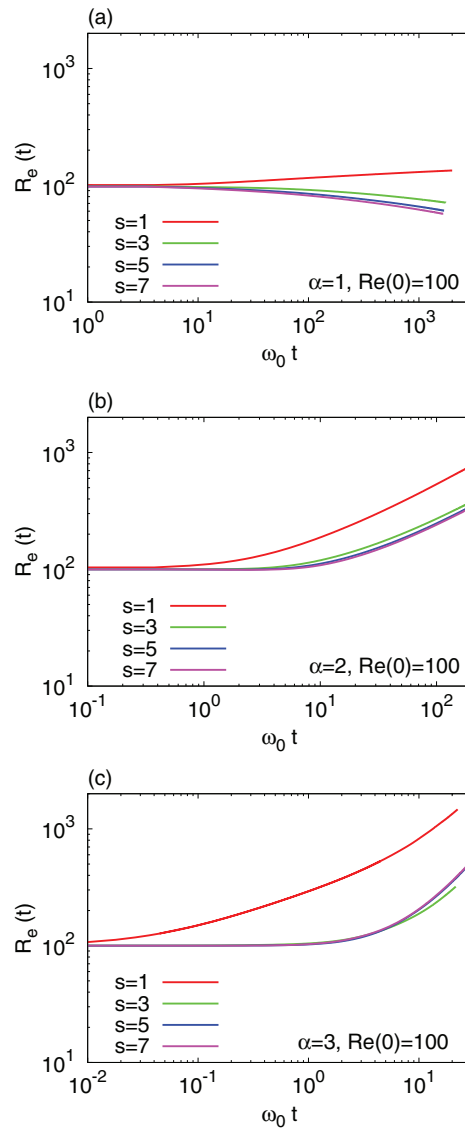 (a)
10^3
10^2
10^1
R_e (t)
s=1
s=3
s=5
s=7
α=1, Re(0)=100
10^0 10^1 10^2 10^3
ω_0 t
(b)
10^3
10^2
10^1
R_e (t)
s=1
s=3
s=5
s=7
α=2, Re(0)=100
10^-1 10^0 10^1 10^2
ω_0 t
(c)
10^3
10^2
10^1
R_e (t)
s=1
s=3
s=5
s=7
α=3, Re(0)=100
10^-2 10^-1 10^0 10^1
ω_0 t